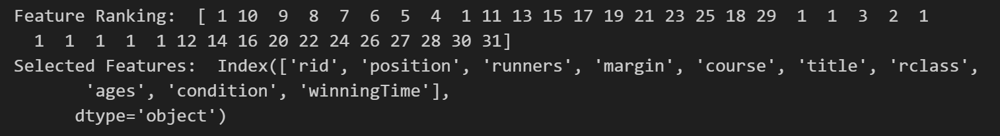 Feature Ranking:  [ 1 10  9  8  7  6  5  4  1 11 13 15 17 19 21 23 25 18 29  1  1  3  2  1
  1  1  1  1  1 12 14 16 20 22 24 26 27 28 30 31]
Selected Features:  Index(['rid', 'position', 'runners', 'margin', 'course', 'title', 'rclass',
       'ages', 'condition', 'winningTime'],
      dtype='object')